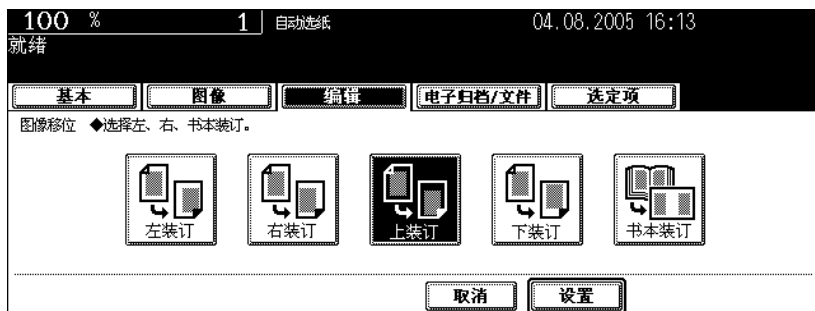 100 % 1 自动选纸 04.08.2005 16:13
就绪
基本 图像 编辑 电子归档/文件 选定项
图像移位 ◆选择左、右、书本装订。
左装订 右装订 上装订 下装订 书本装订
取消 设置